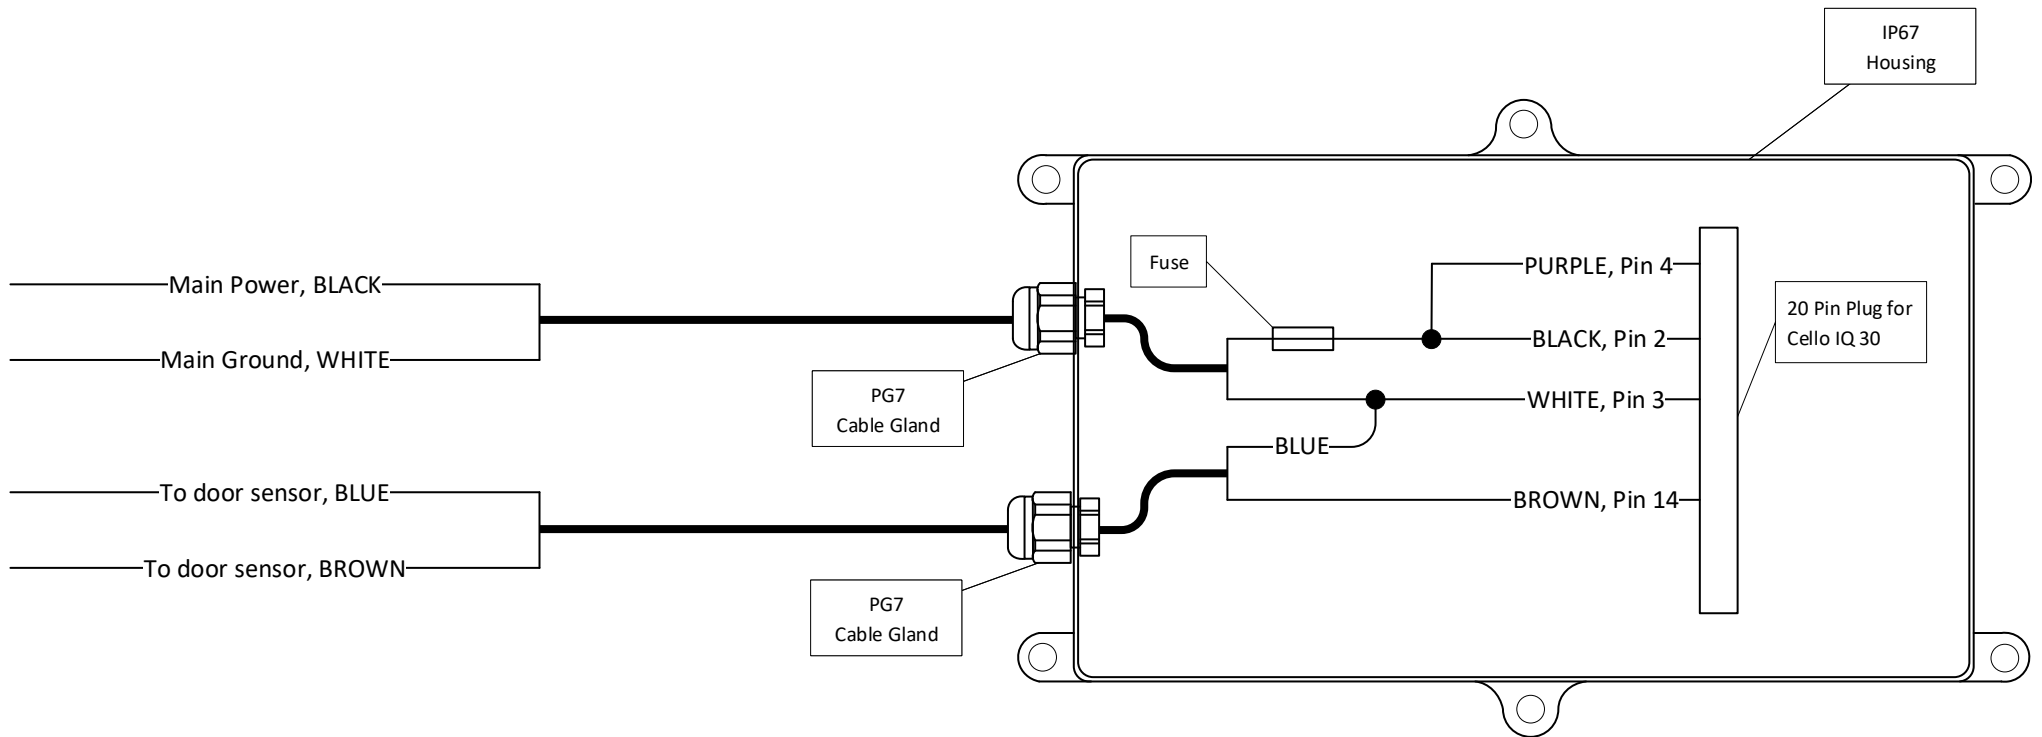 IP67
Housing
Fuse
PURPLE, Pin 4
Main Power, BLACK
20 Pin Plug for
Cello IQ 30
BLACK, Pin 2
Main Ground, WHITE
PG7
Cable Gland
WHITE, Pin 3
BLUE
To door sensor, BLUE
BROWN, Pin 14
To door sensor, BROWN
PG7
Cable Gland